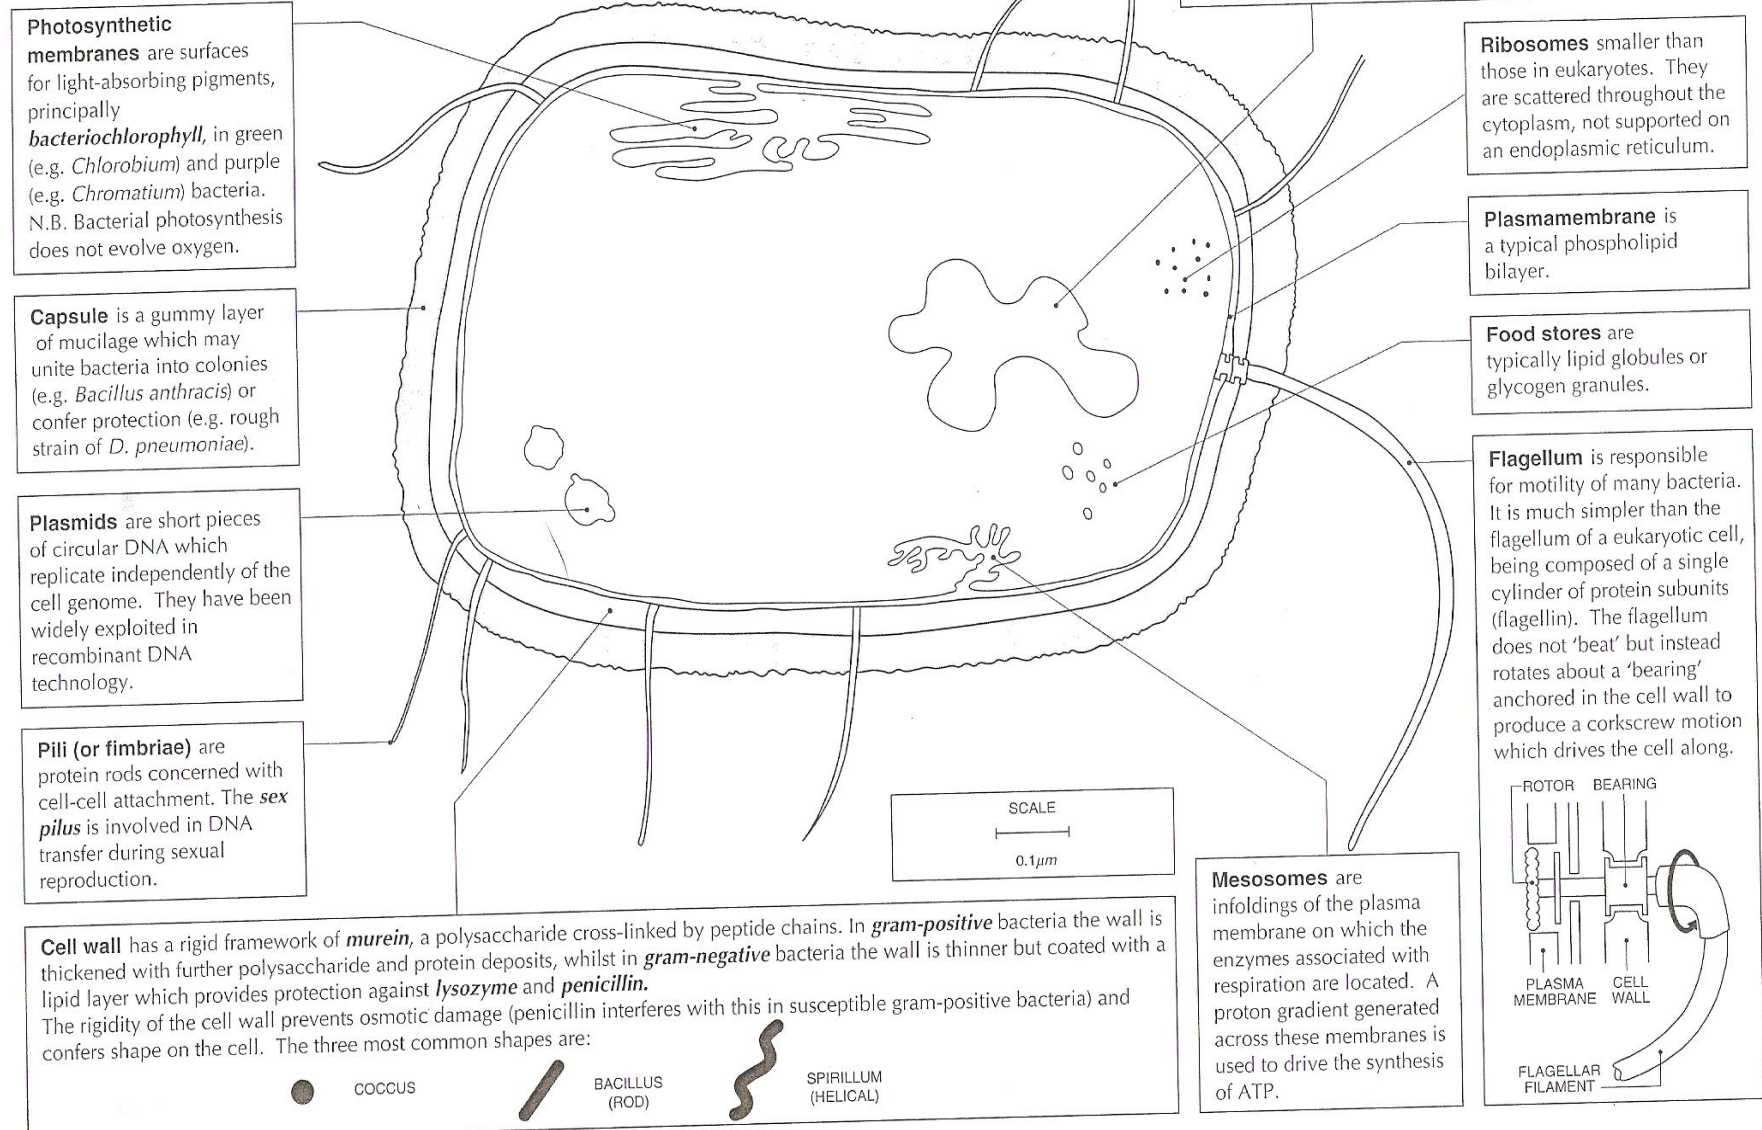 Photosynthetic
membranes are surfaces
for light-absorbing pigments,
principally
bacteriochlorophyll, in green
(e.g. Chlorobium) and purple
(e.g. Chromatium) bacteria.
N.B. Bacterial photosynthesis
does not evolve oxygen.
Capsule is a gummy layer
of mucilage which may
unite bacteria into colonies
(e.g. Bacillus anthracis) or
confer protection (e.g. rough
strain of D. pneumoniae).
Plasmids are short pieces
of circular DNA which
replicate independently of the
cell genome. They have been
widely exploited in
recombinant DNA
technology.
Pili (or fimbriae) are
protein rods concerned with
cell-cell attachment. The sex
pilus is involved in DNA
transfer during sexual
reproduction.
Ribosomes smaller than
those in eukaryotes. They
are scattered throughout the
cytoplasm, not supported on
an endoplasmic reticulum.
Plasmamembrane is
a typical phospholipid
bilayer.
Food stores are
typically lipid globules or
glycogen granules.
Flagellum is responsible
for motility of many bacteria.
It is much simpler than the
flagellum of a eukaryotic cell,
being composed of a single
cylinder of protein subunits
(flagellin). The flagellum
does not ‘beat’ but instead
rotates about a ‘bearing’
anchored in the cell wall to
produce a corkscrew motion
which drives the cell along.
ROTOR BEARING
PLASMA MEMBRANE
CELL WALL
FLAGELLAR
FILAMENT
SCALE
0.1μm
Mesosomes are
infoldings of the plasma
membrane on which the
enzymes associated with
respiration are located. A
proton gradient generated
across these membranes is
used to drive the synthesis
of ATP.
Cell wall has a rigid framework of murein, a polysaccharide cross-linked by peptide chains. In gram-positive bacteria the wall is
thickened with further polysaccharide and protein deposits, whilst in gram-negative bacteria the wall is thinner but coated with a
lipid layer which provides protection against lysozyme and penicillin.
The rigidity of the cell wall prevents osmotic damage (penicillin interferes with this in susceptible gram-positive bacteria) and
confers shape on the cell. The three most common shapes are:
COCCUS
BACILLUS
(ROD)
SPIRILLUM
(HELICAL)